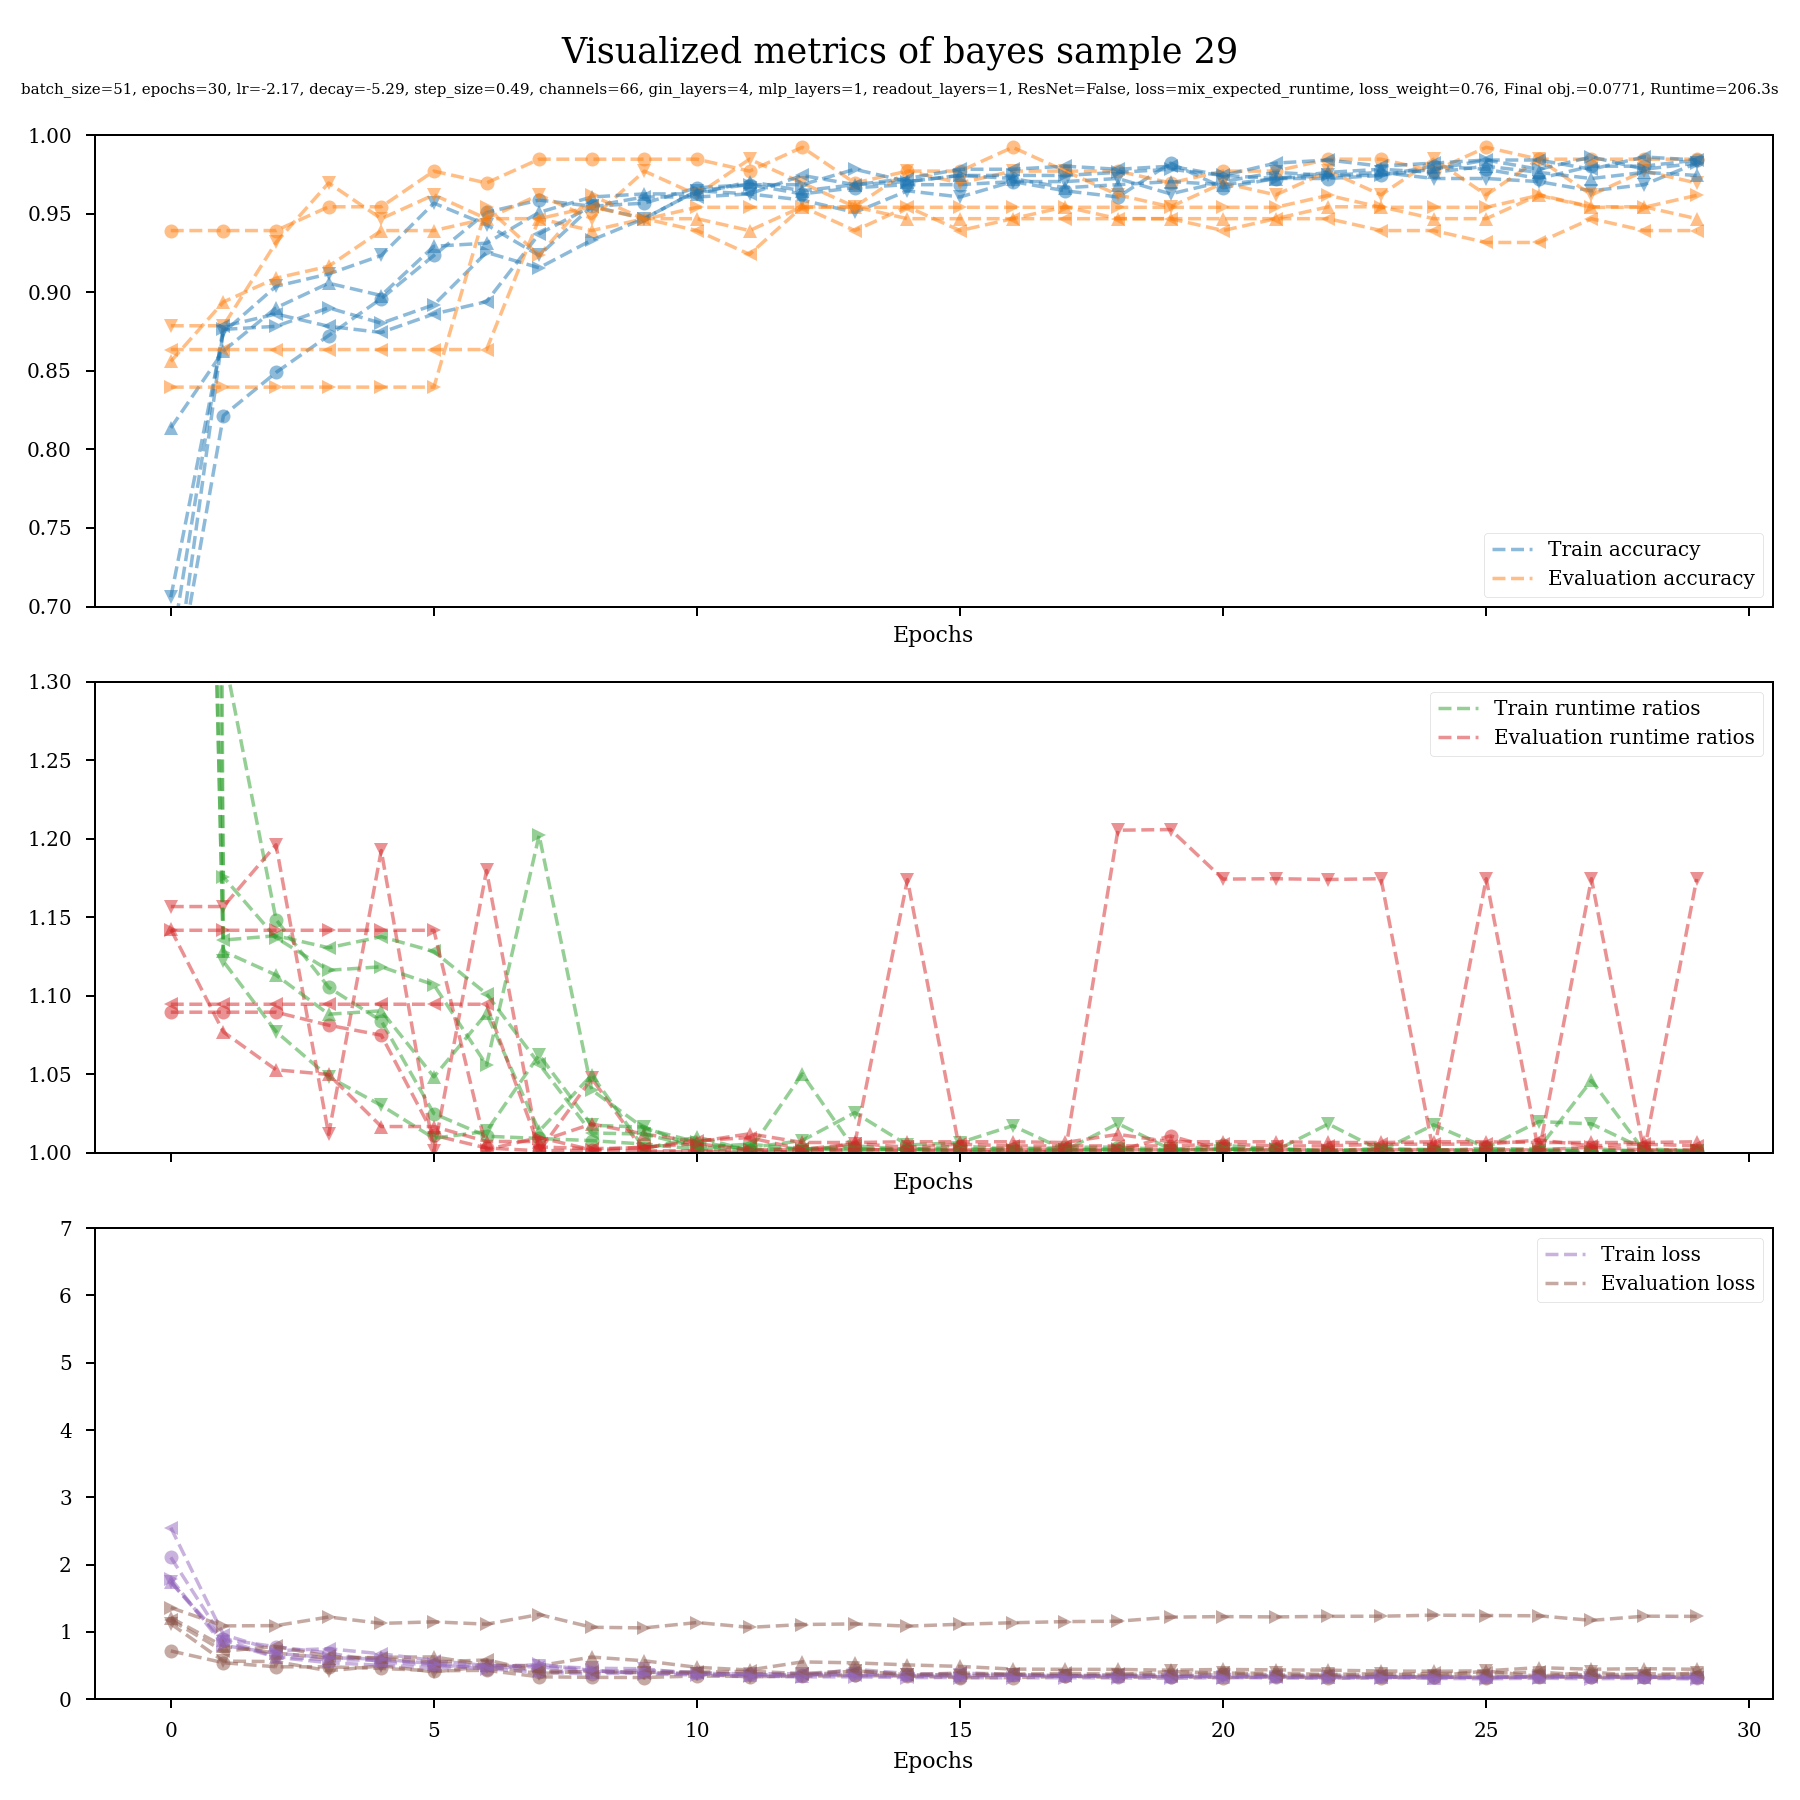 Visualized metrics of bayes sample 29
batch_size=51, epochs=30, lr=-2.17, decay=-5.29, step_size=0.49, channels=66, gin_layers=4, mlp_layers=1, readout_layers=1, ResNet=False, loss=mix_expected_runtime, loss_weight=0.76, Final obj.=0.0771, Runtime=206.3s
1.00
0.95
0.90
0.85
0.80
0.75
0.70
Train accuracy
Evaluation accuracy
Epochs
1.30
1.25
1.20
1.15
1.10
1.05
1.00
Train runtime ratios
Evaluation runtime ratios
Epochs
7
6
5
4
3
2
1
0
Train loss
Evaluation loss
0 5 10 15 20 25 30
Epochs